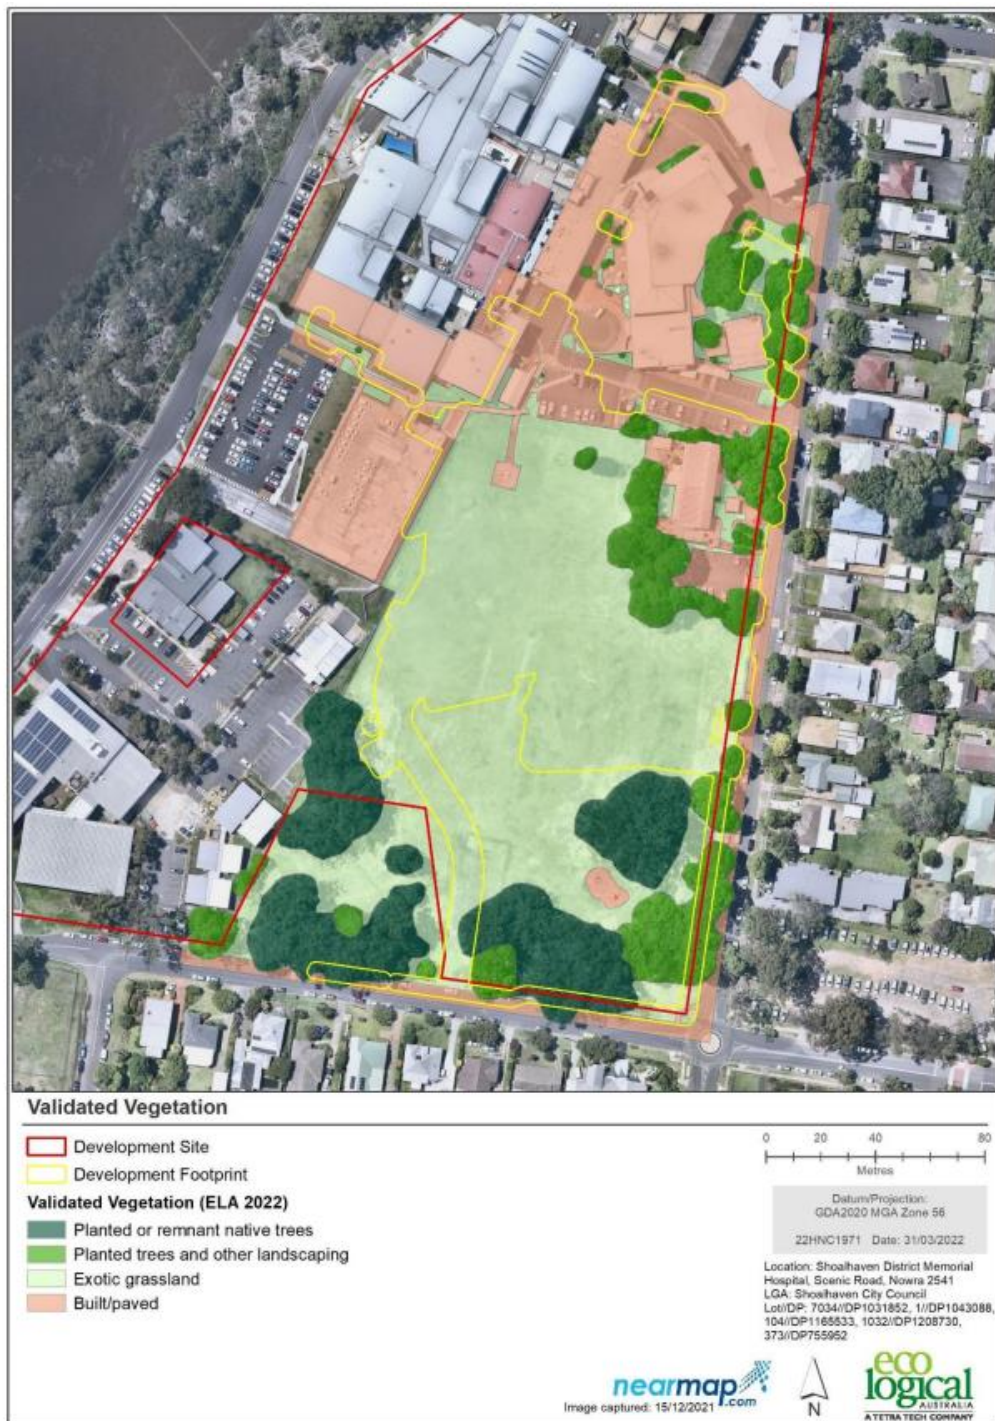 Validated Vegetation
Development Site
Development Footprint
Validated Vegetation (ELA 2022)
Planted or remnant native trees
Planted trees and other landscaping
Exotic grassland
Built/paved
0 20 40 80
Metres
Datum/Projection:
GDA2020 MGA Zone 56
22HNC1971 Date: 31/03/2022
Location: Shoalhaven District Memorial
Hospital, Scenic Road, Nowra 2541
LGA: Shoalhaven City Council
Lot//DP: 7034//DP1031852, 1//DP1043088,
104//DP1165533, 1032//DP1208730,
373//DP755952
nearmap.com
Image captured: 15/12/2021
N
eco
logical
AUSTRALIA
A TETRA TECH COMPANY